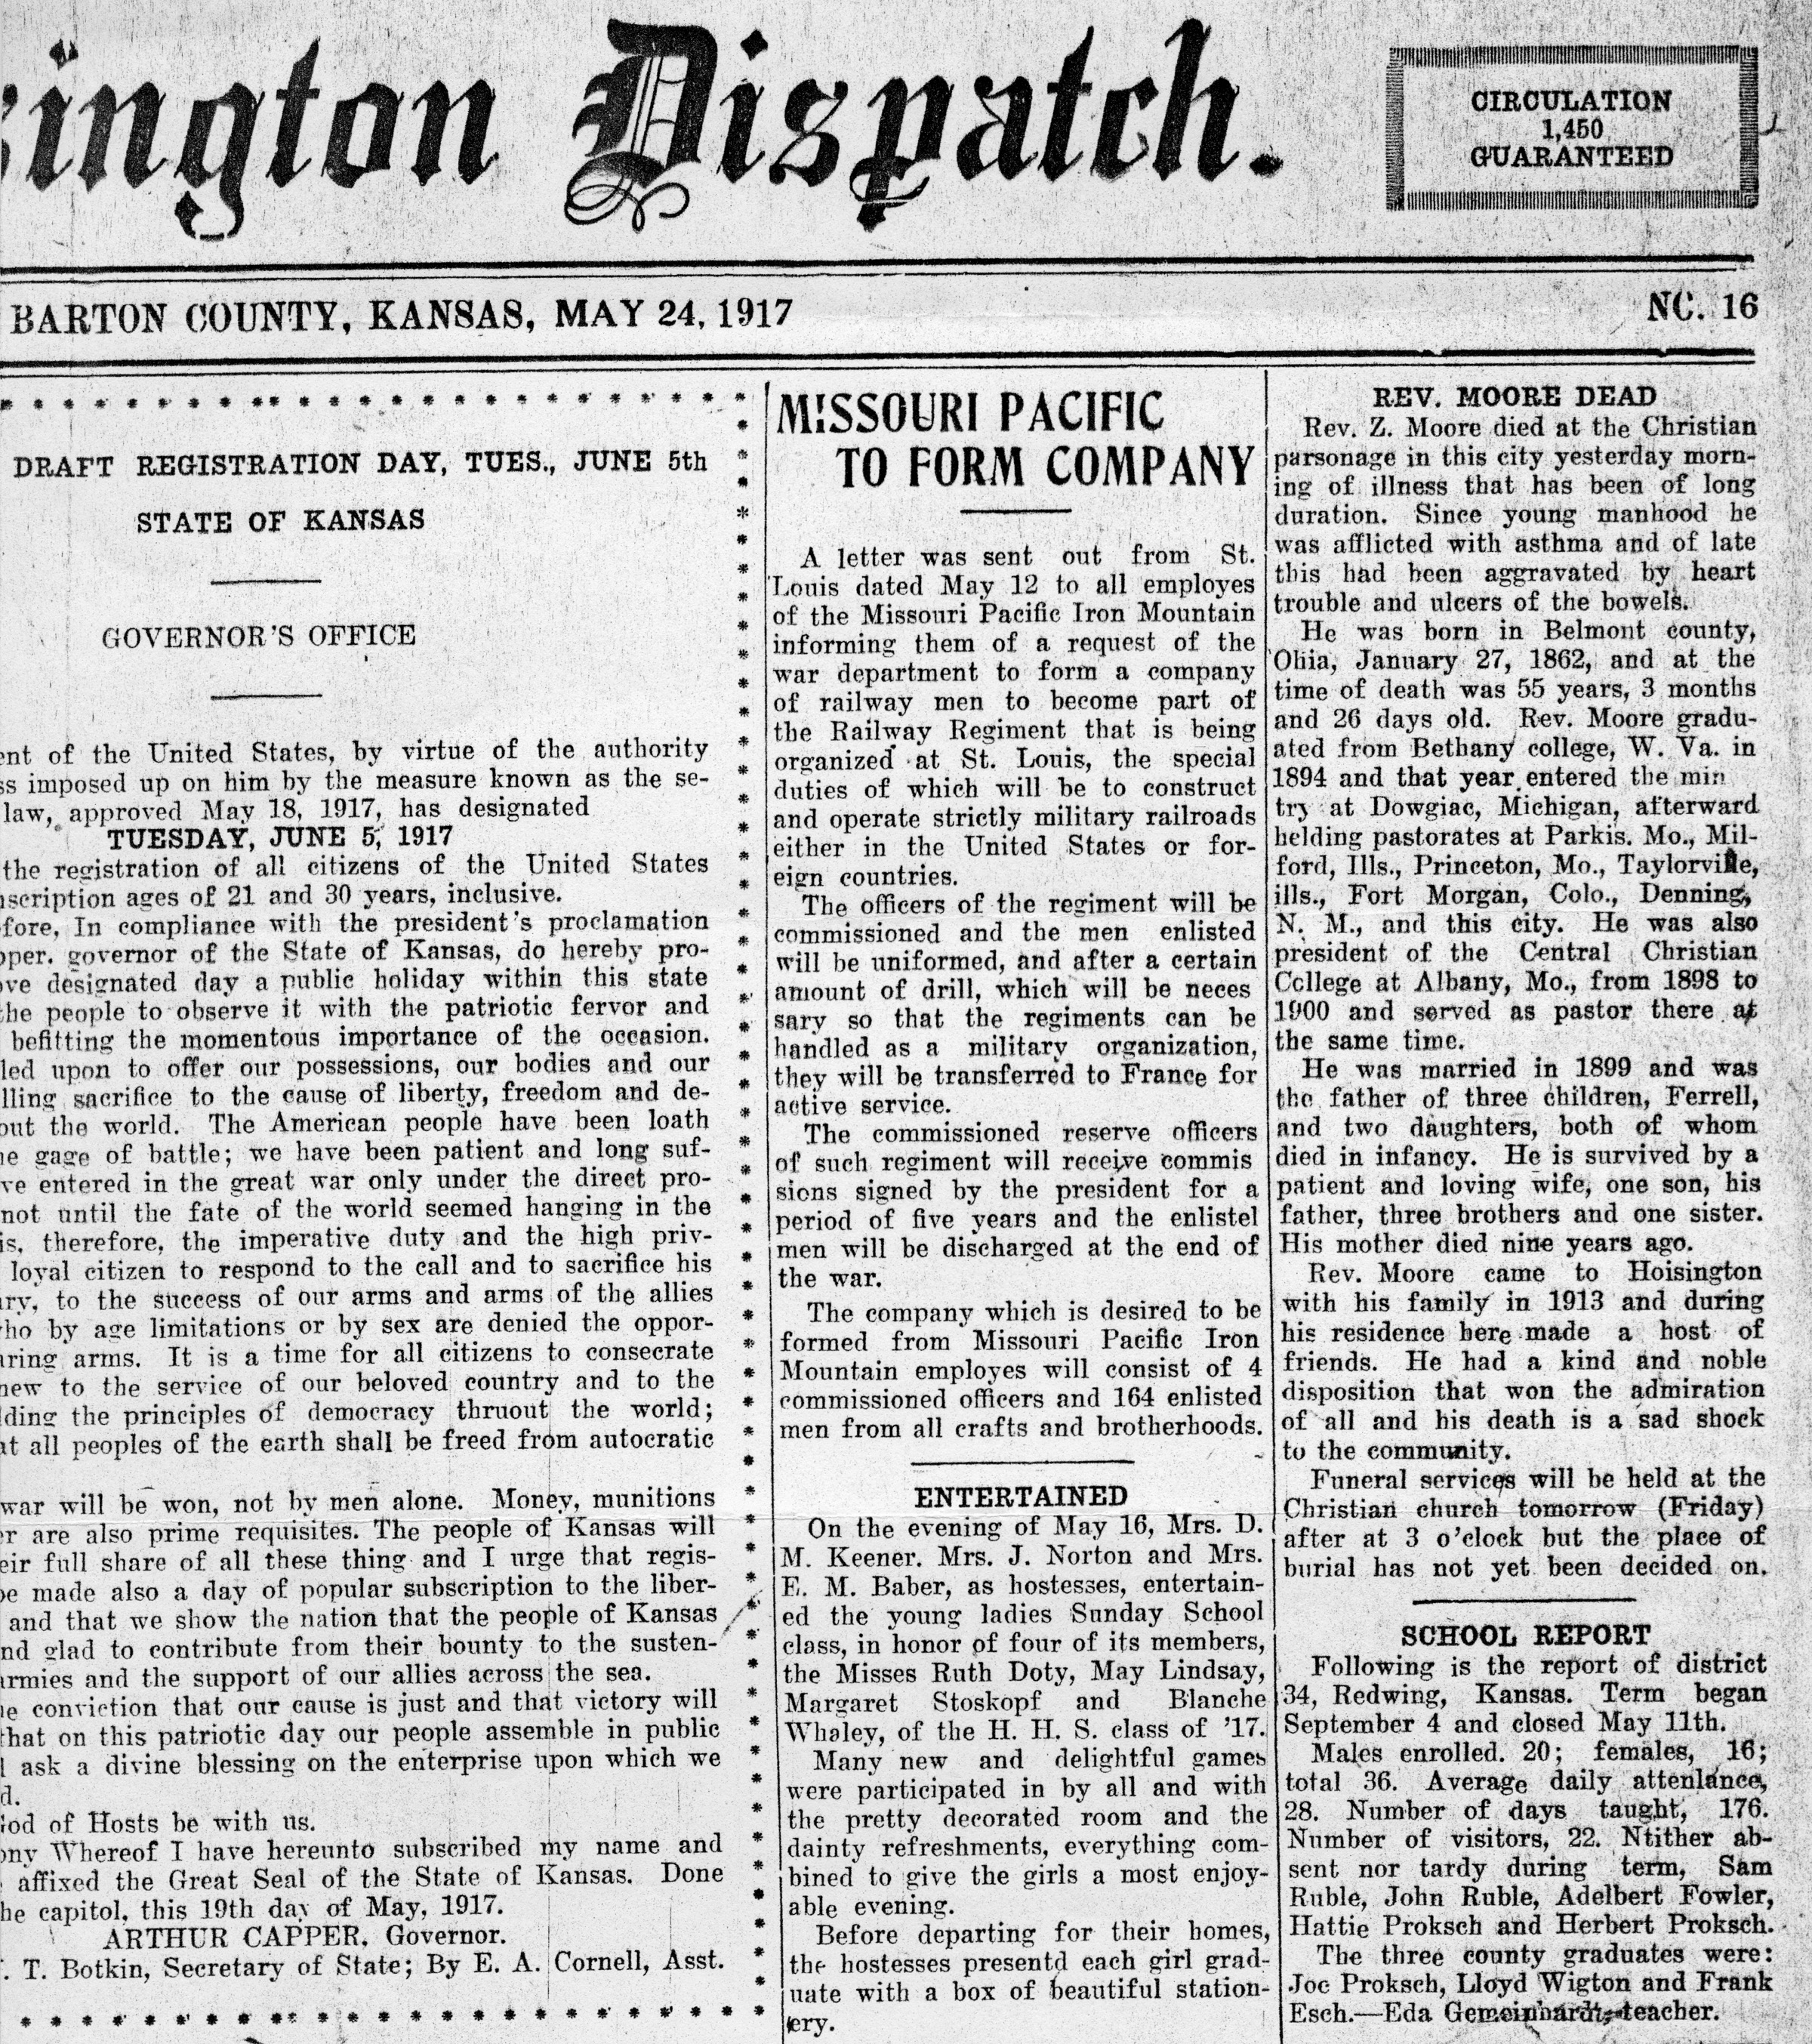 ington Dispatch.
CIRCULATION
1,450
GUARANTEED
BARTON COUNTY, KANSAS, MAY 24, 1917
NC. 16
DRAFT REGISTRATION DAY, TUES., JUNE 5th
STATE OF KANSAS
GOVERNOR'S OFFICE
ent of the United States, by virtue of the authority
ss imposed up on him by the measure known as the se-
law, approved May 18, 1917, has designated
TUESDAY, JUNE 5, 1917
the registration of all citizens of the United States
nscription ages of 21 and 30 years, inclusive.
fore, In compliance with the president's proclamation
pper. governor of the State of Kansas, do hereby pro-
ove designated day a public holiday within this state
the people to observe it with the patriotic fervor and
befitting the momentous importance of the occasion.
led upon to offer our possessions, our bodies and our
lling sacrifice to the cause of liberty, freedom and de-
out the world. The American people have been loath
he gage of battle; we have been patient and long suf-
ve entered in the great war only under the direct pro-
not until the fate of the world seemed hanging in the
is, therefore, the imperative duty and the high priv-
loyal citizen to respond to the call and to sacrifice his
ary, to the success of our arms and arms of the allies
ho by age limitations or by sex are denied the oppor-
aring arms. It is a time for all citizens to consecrate
new to the service of our beloved country and to the
lding the principles of democracy thruout the world;
at all peoples of the earth shall be freed from autocratic
war will be won, not by men alone. Money, munitions
er are also prime requisites. The people of Kansas will
eir full share of all these thing and I urge that regis-
be made also a day of popular subscription to the liber-
and that we show the nation that the people of Kansas
nd glad to contribute from their bounty to the susten-
armies and the support of our allies across the sea.
he conviction that our cause is just and that victory will
that on this patriotic day our people assemble in public
l ask a divine blessing on the enterprise upon which we
d.
God of Hosts be with us.
ony Whereof I have hereunto subscribed my name and
affixed the Great Seal of the State of Kansas. Done
he capitol, this 19th day of May, 1917.
ARTHUR CAPPER. Governor.
. T. Botkin, Secretary of State; By E. A. Cornell, Asst.
MISSOURI PACIFIC
TO FORM COMPANY
A letter was sent out from St.
Louis dated May 12 to all employes
of the Missouri Pacific Iron Mountain
informing them of a request of the
war department to form a company
of railway men to become part of
the Railway Regiment that is being
organized at St. Louis, the special
duties of which will be to construct
and operate strictly military railroads
either in the United States or for-
eign countries.
The officers of the regiment will be
commissioned and the men enlisted
will be uniformed, and after a certain
amount of drill, which will be neces
sary so that the regiments can be
handled as a military organization,
they will be transferred to France for
active service.
The commissioned reserve officers
of such regiment will receive commis
sions signed by the president for a
period of five years and the enlistel
men will be discharged at the end of
the war.
The company which is desired to be
formed from Missouri Pacific Iron
Mountain employes will consist of 4
commissioned officers and 164 enlisted
men from all crafts and brotherhoods.
ENTERTAINED
On the evening of May 16, Mrs. D.
M. Keener. Mrs. J. Norton and Mrs.
E. M. Baber, as hostesses, entertain-
ed the young ladies Sunday School
class, in honor of four of its members,
the Misses Ruth Doty, May Lindsay,
Margaret Stoskopf and Blanche
Whaley, of the H. H. S. class of '17.
Many new and delightful games
were participated in by all and with
the pretty decorated room and the
dainty refreshments, everything com-
bined to give the girls a most enjoy-
able evening.
Before departing for their homes,
the hostesses presentd each girl grad-
uate with a box of beautiful station-
ery.
REV. MOORE DEAD
Rev. Z. Moore died at the Christian
parsonage in this city yesterday morn-
ing of illness that has been of long
duration. Since young manhood he
was afflicted with asthma and of late
this had been aggravated by heart
trouble and ulcers of the bowels.
He was born in Belmont county,
Ohia, January 27, 1862, and at the
time of death was 55 years, 3 months
and 26 days old. Rev. Moore gradu-
ated from Bethany college, W. Va. in
1894 and that year entered the min
try at Dowgiac, Michigan, afterward
helding pastorates at Parkis. Mo., Mil-
ford, Ills., Princeton, Mo., Taylorville,
ills., Fort Morgan, Colo., Denning,
N. M., and this city. He was also
president of the Central Christian
College at Albany, Mo., from 1898 to
1900 and served as pastor there at
the same time.
He was married in 1899 and was
the father of three children, Ferrell,
and two daughters, both of whom
died in infancy. He is survived by a
patient and loving wife, one son, his
father, three brothers and one sister.
His mother died nine years ago.
Rev. Moore came to Hoisington
with his family in 1913 and during
his residence here made a host of
friends. He had a kind and noble
disposition that won the admiration
of all and his death is a sad shock
to the community.
Funeral services will be held at the
Christian church tomorrow (Friday)
after at 3 o'clock but the place of
burial has not yet been decided on.
SCHOOL REPORT
Following is the report of district
34, Redwing, Kansas. Term began
September 4 and closed May 11th.
Males enrolled. 20; females, 16;
total 36. Average daily attenlance,
28. Number of days taught, 176.
Number of visitors, 22. Ntither ab-
sent nor tardy during term, Sam
Ruble, John Ruble, Adelbert Fowler,
Hattie Proksch and Herbert Proksch.
The three county graduates were:
Joe Proksch, Lloyd Wigton and Frank
Esch.—Eda Gemeinhardt, teacher.